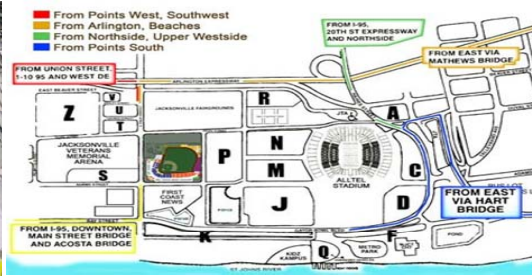 From Points West, Southwest
From Arlington, Beaches
From Northside, Upper Westside
From Points South
FROM I-95,
20TH ST EXPRESSWAY
AND NORTHSIDE
FROM EAST VIA
MATHEWS BRIDGE
FROM UNION STREET,
1-10 95 AND WEST DE
ARLINGTON EXPRESSWAY
EAST BEAVER STREET
Z
V
U
T
JACKSONVILLE FAIRGROUNDS
R
JTA
A
JACKSONVILLE
VETERANS
MEMORIAL
ARENA
S
P
N
M
ALLTEL
STADIUM
C
FIRST
COAST
NEWS
POND
J
D
FROM EAST
VIA HART
BRIDGE
FROM I-95, DOWNTOWN,
MAIN STREET BRIDGE
AND ACOSTA BRIDGE
K
F
Q
KIDZ
KAMPUS
METRO
PARK
POND
ST JOHNS RIVER